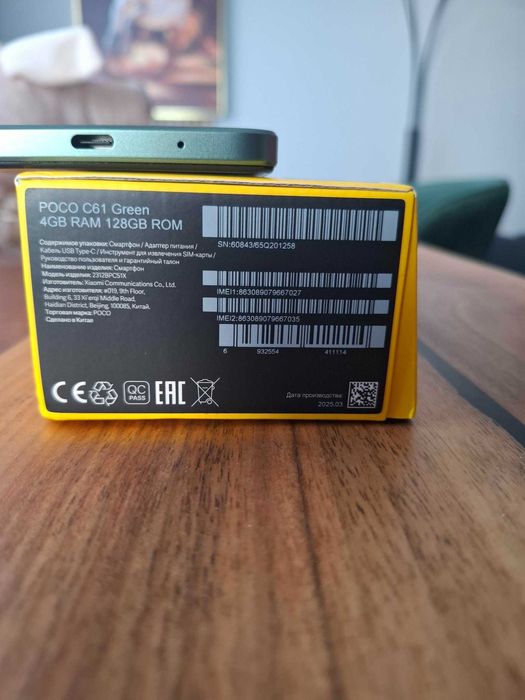 POCO C61 Green
4GB RAM 128GB ROM
Содержимое упаковки: Смартфон / Адаптер питания /
Кабель USB Type-C / Инструмент для извлечения SIM-карты /
Руководство пользователя и гарантийный талон
Наименование изделия: Смартфон
Модель изделия: 2312BPC51X
Изготовитель: Xiaomi Communications Co., Ltd.
Адрес изготовителя: #019, 9th Floor,
Building 6, 33 Xi'erqi Middle Road,
Haidian District, Beijing, 100085, Китай.
Торговая марка: POCO
Сделано в Китае
SN:60843/65Q201258
IMEI1:863089079667027
IMEI2:863089079667035
6 932554 411114
CE QC PASS EAC
Дата производства:
2025.03